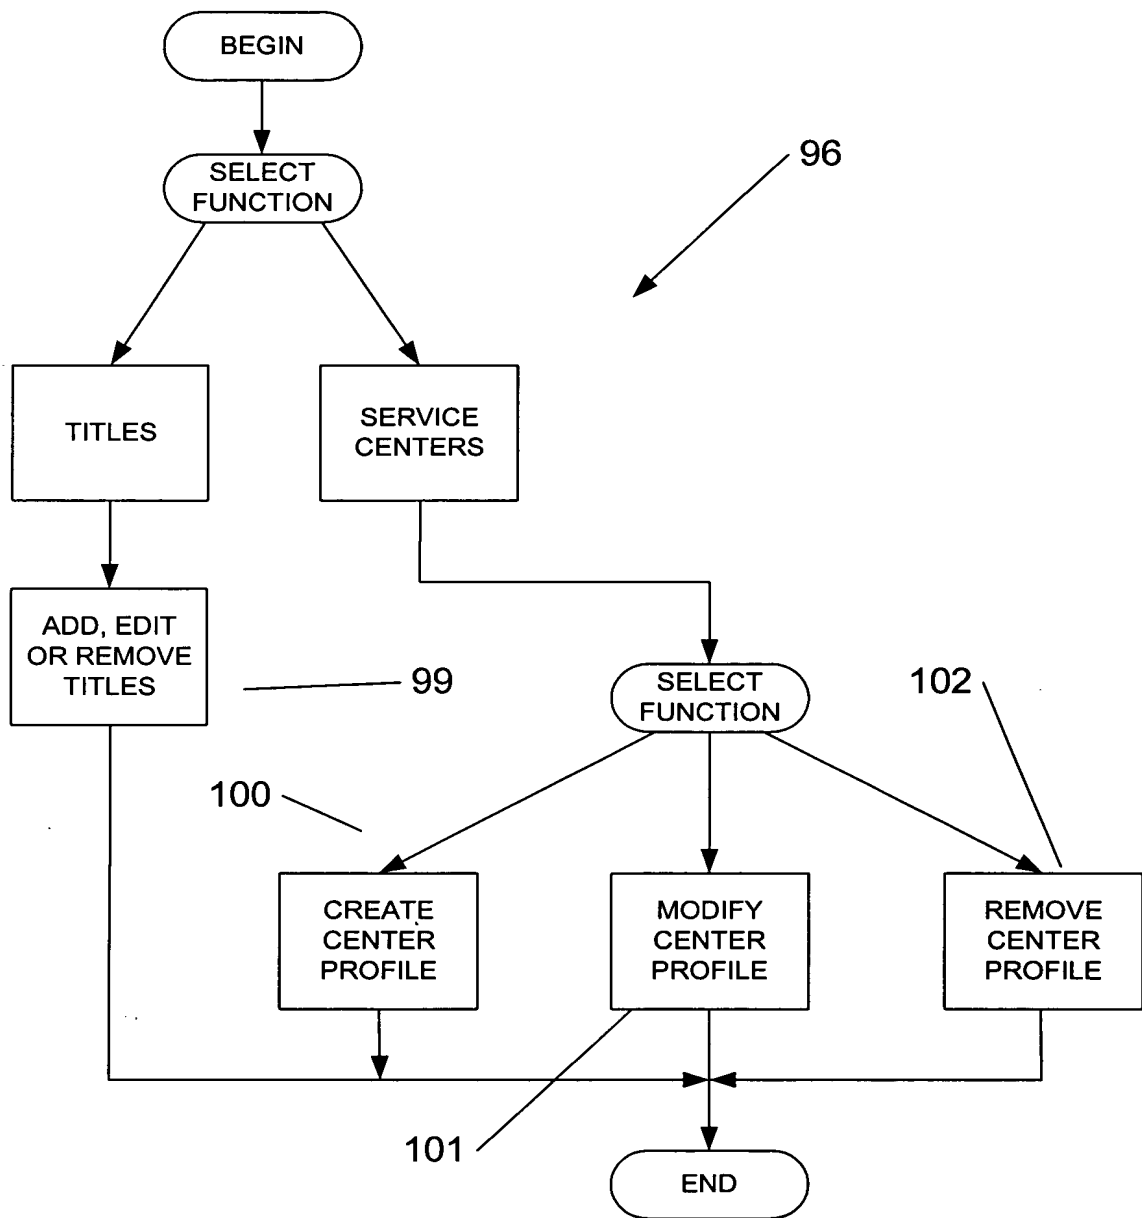 BEGIN
SELECT
FUNCTION
96
TITLES
SERVICE
CENTERS
ADD, EDIT
OR REMOVE
TITLES
99
SELECT
FUNCTION
102
100
CREATE
CENTER
PROFILE
MODIFY
CENTER
PROFILE
REMOVE
CENTER
PROFILE
101
END